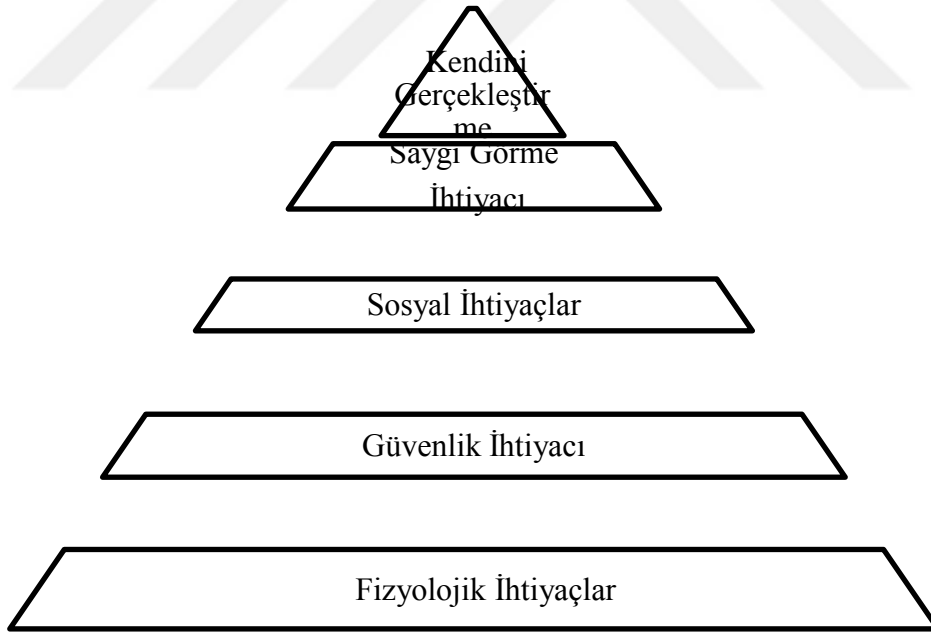 Kendini
Gerçekleştir
me
Saygı Görme
İhtiyacı
Sosyal İhtiyaçlar
Güvenlik İhtiyacı
Fizyolojik İhtiyaçlar